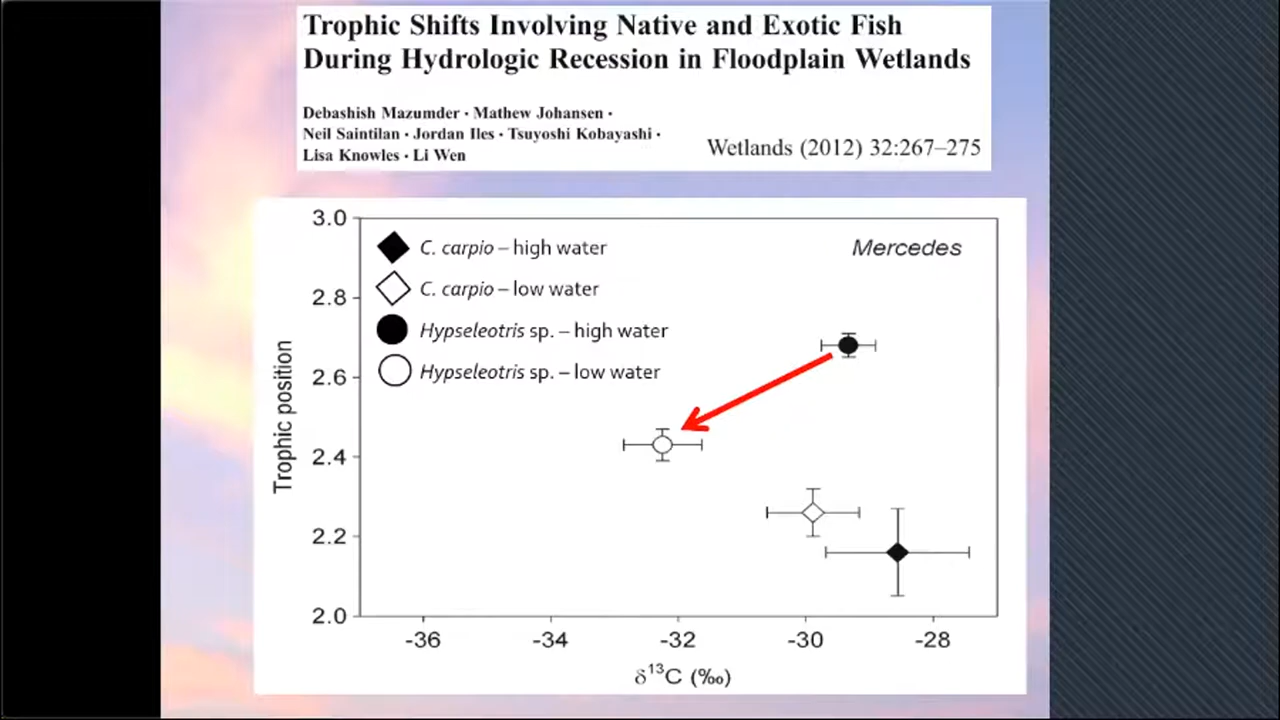 Trophic Shifts Involving Native and Exotic Fish
During Hydrologic Recession in Floodplain Wetlands
Debashish Mazumder · Mathew Johansen ·
Neil Saintilan · Jordan Iles · Tsuyoshi Kobayashi ·
Lisa Knowles · Li Wen
Wetlands (2012) 32:267–275
Mercedes
C. carpio – high water
C. carpio – low water
Hypseleotris sp. – high water
Hypseleotris sp. – low water
Trophic position
3.0
2.8
2.6
2.4
2.2
2.0
-36 -34 -32 -30 -28
δ¹³C (‰)